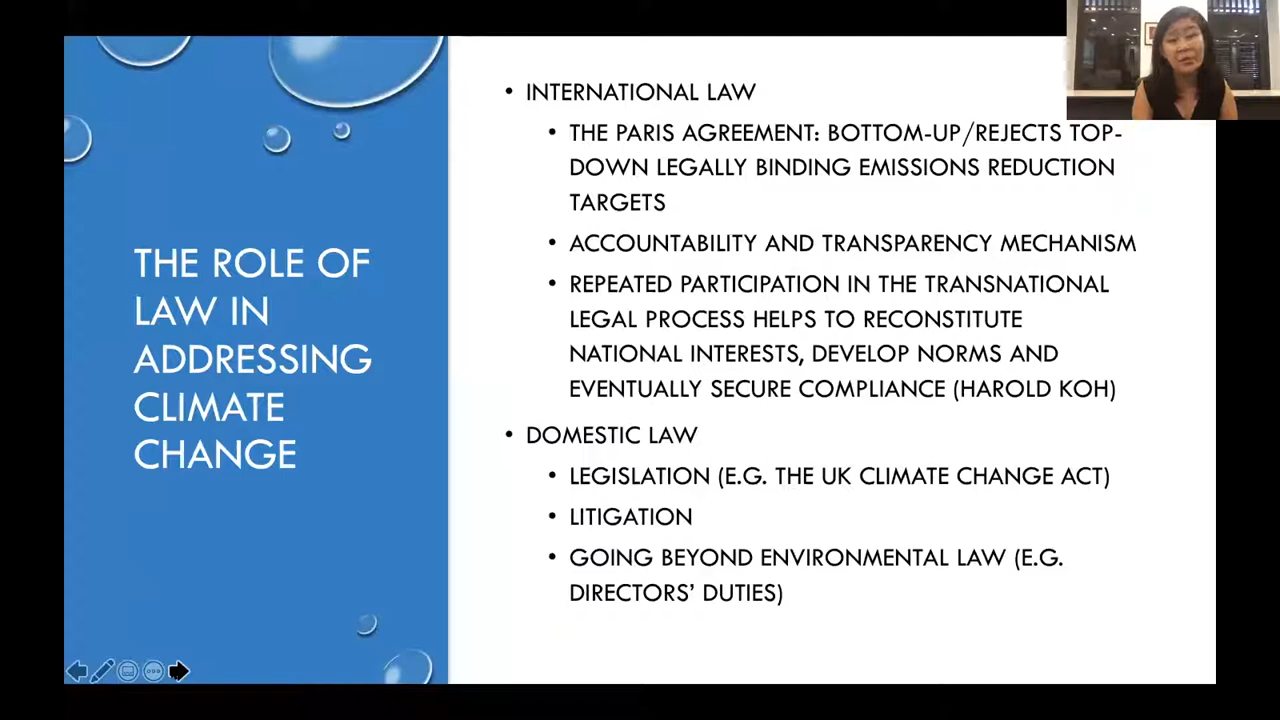 THE ROLE OF
LAW IN
ADDRESSING
CLIMATE
CHANGE
• INTERNATIONAL LAW
• THE PARIS AGREEMENT: BOTTOM-UP/REJECTS TOP-
DOWN LEGALLY BINDING EMISSIONS REDUCTION
TARGETS
• ACCOUNTABILITY AND TRANSPARENCY MECHANISM
• REPEATED PARTICIPATION IN THE TRANSNATIONAL
LEGAL PROCESS HELPS TO RECONSTITUTE
NATIONAL INTERESTS, DEVELOP NORMS AND
EVENTUALLY SECURE COMPLIANCE (HAROLD KOH)
• DOMESTIC LAW
• LEGISLATION (E.G. THE UK CLIMATE CHANGE ACT)
• LITIGATION
• GOING BEYOND ENVIRONMENTAL LAW (E.G.
DIRECTORS’ DUTIES)